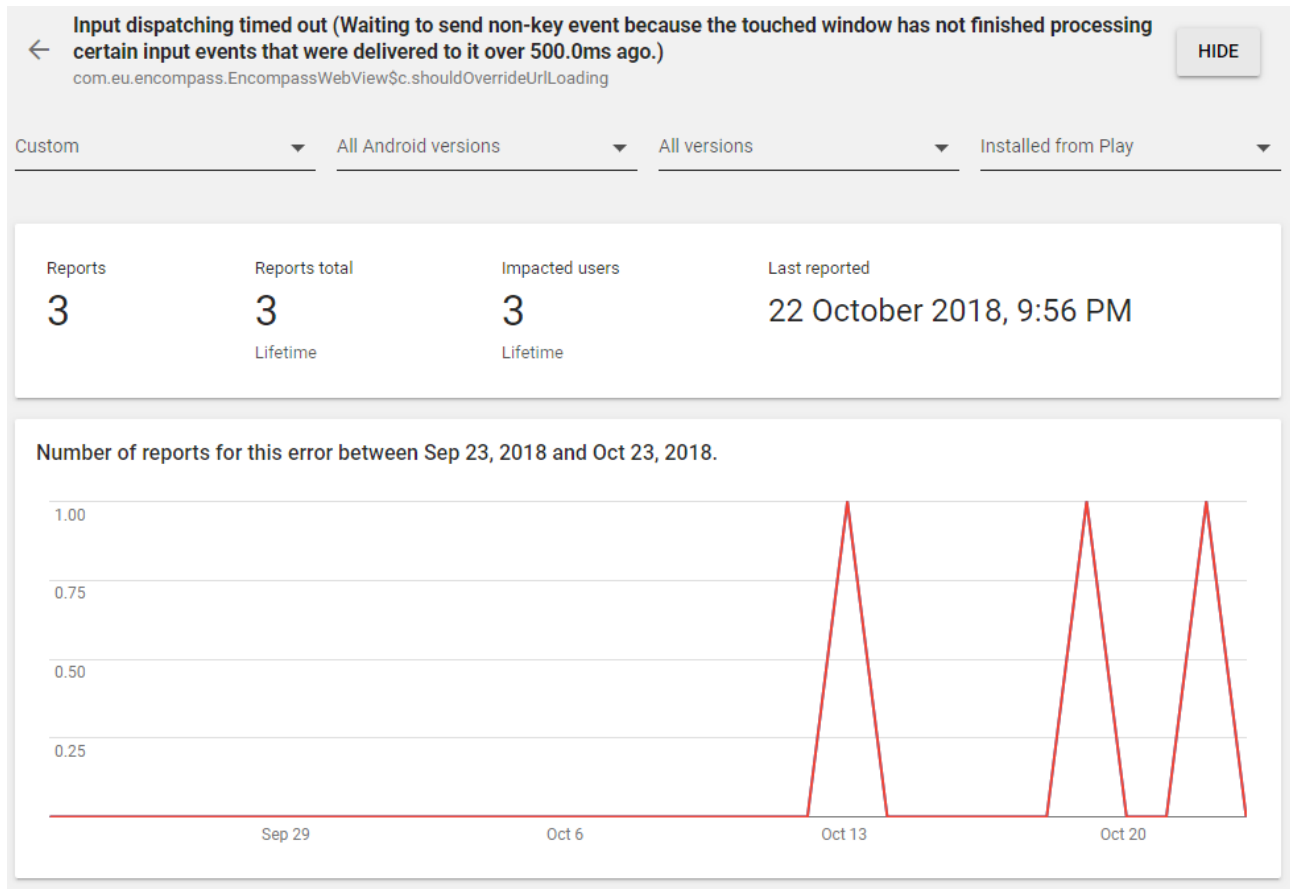 Input dispatching timed out (Waiting to send non-key event because the touched window has not finished processing
certain input events that were delivered to it over 500.0ms ago.)
com.eu.encompass.EncompassWebView$c.shouldOverrideUrlLoading
HIDE
Custom
All Android versions
All versions
Installed from Play
Reports
Reports total
Impacted users
Last reported
3
3
3
22 October 2018, 9:56 PM
Lifetime
Lifetime
Number of reports for this error between Sep 23, 2018 and Oct 23, 2018.
1.00
0.75
0.50
0.25
Sep 29
Oct 6
Oct 13
Oct 20